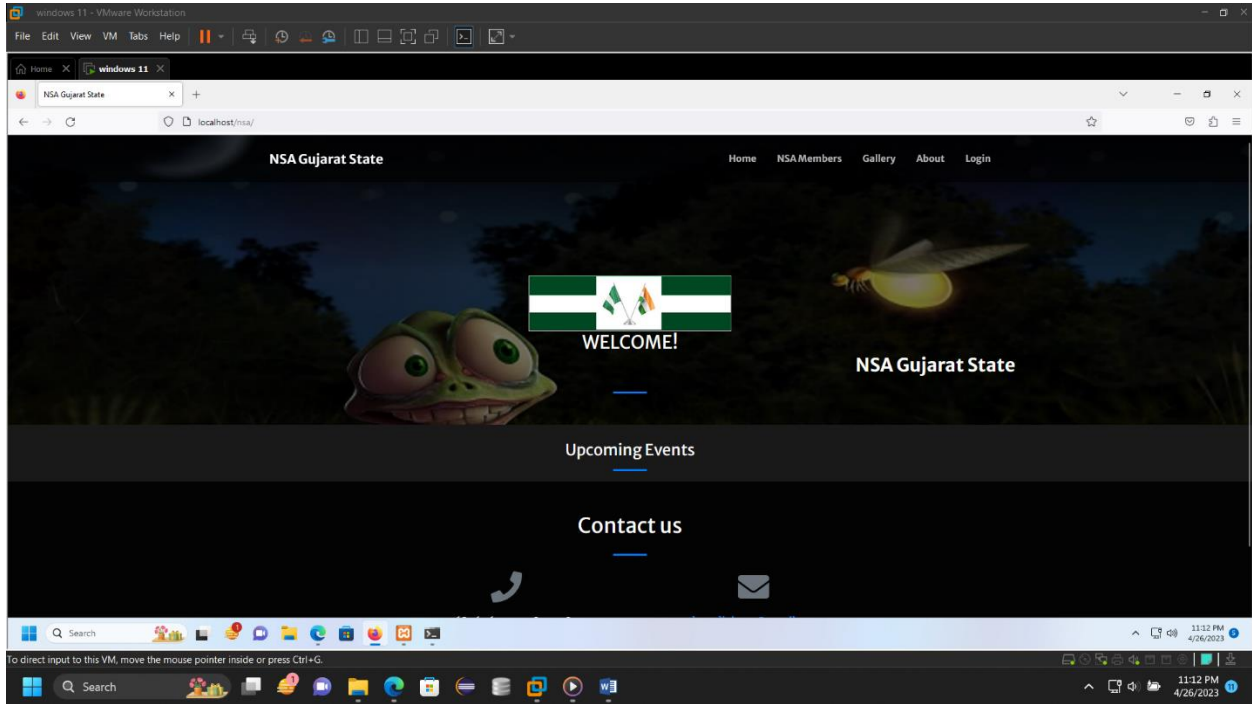 windows 11 - VMware Workstation
File Edit View VM Tabs Help
Home windows 11
NSA Gujarat State
localhost/nsa/
NSA Gujarat State Home NSA Members Gallery About Login
WELCOME!
NSA Gujarat State
Upcoming Events
Contact us
Search 11:12 PM
4/26/2023
To direct input to this VM, move the mouse pointer inside or press Ctrl+G.
Search 11:12 PM
4/26/2023